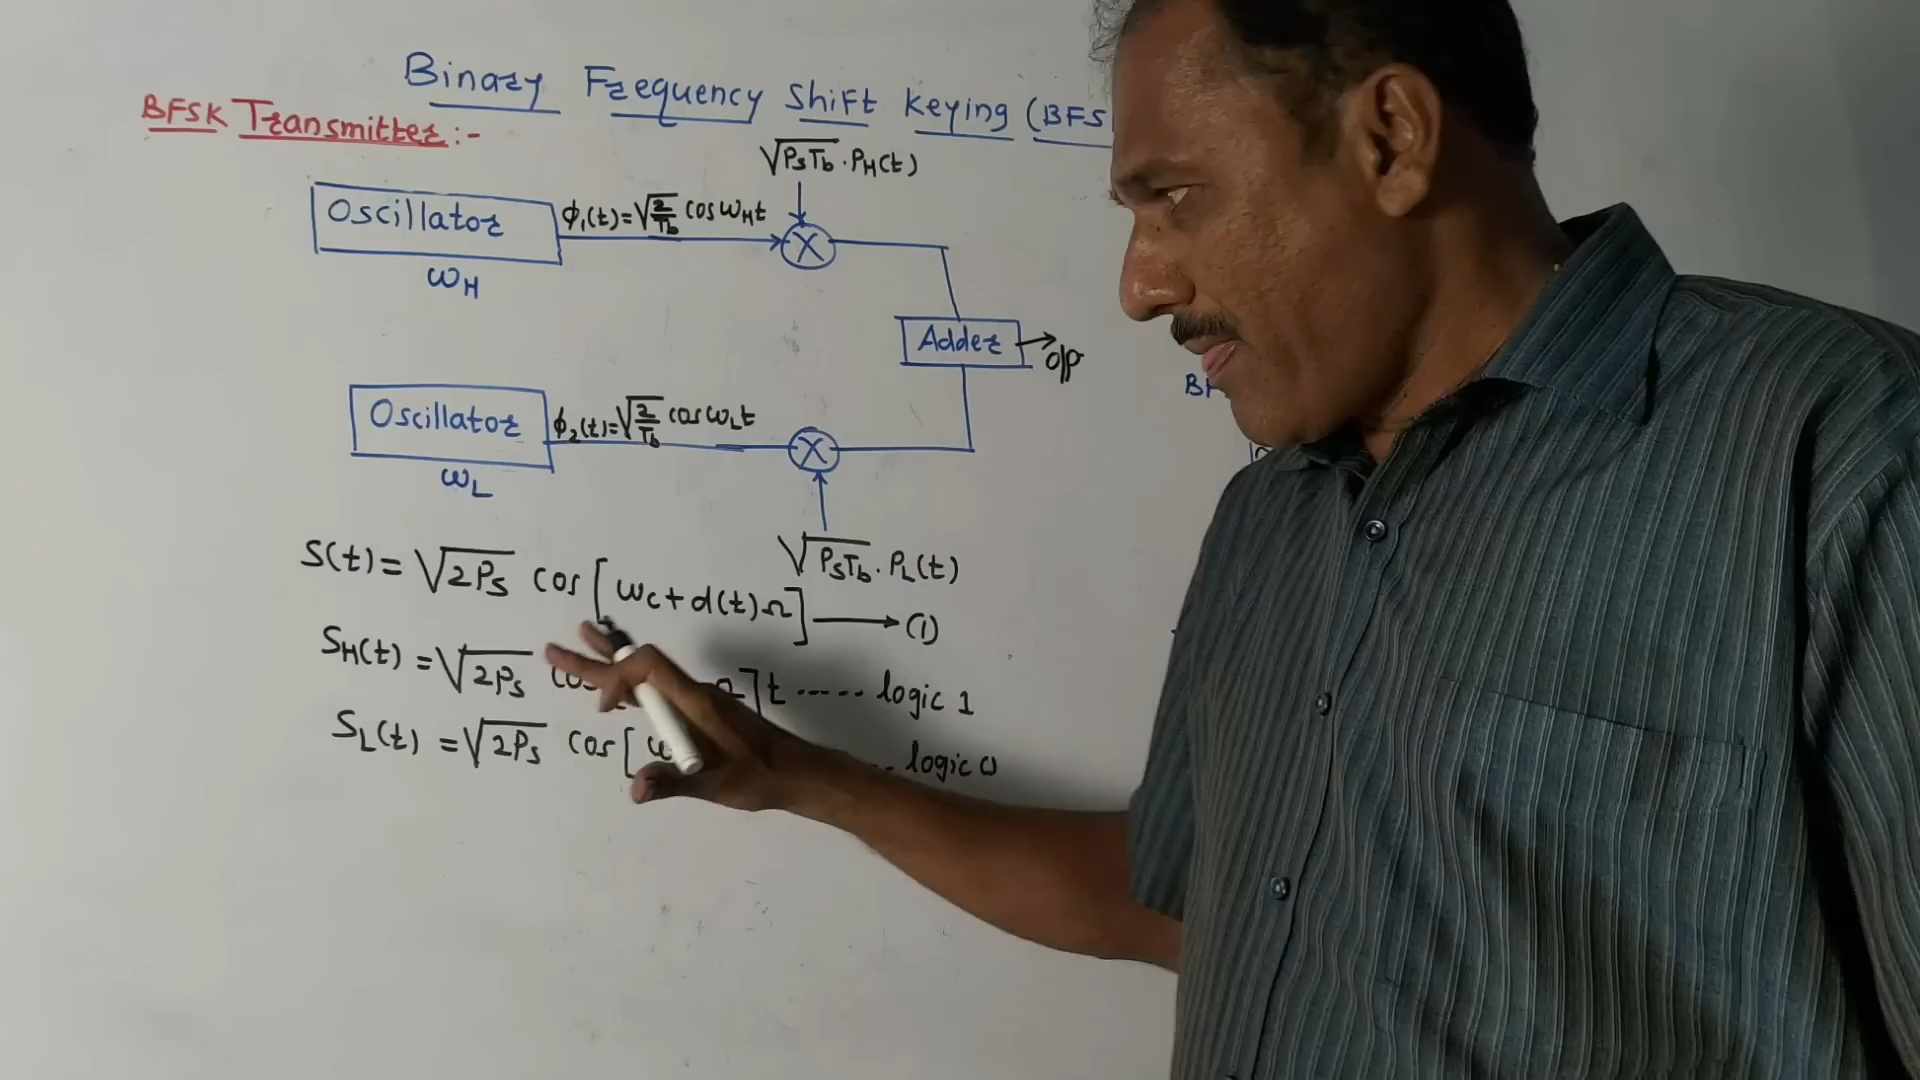 Binary Frequency Shift Keying (BFS
BFSK Transmitter:-
√PsTb · PH(t)
Oscillator
ϕ1(t)=√2/Tb cos ωHt
X
ωH
Adder
o/p
Oscillator
ϕ2(t)=√2/Tb cos ωLt
X
ωL
√PsTb · PL(t)
S(t) = √2Ps cos [ωc + d(t)Ω] → (1)
SH(t) = √2Ps cos Ω]t ------ logic 1
SL(t) = √2Ps cos [ω logic 0